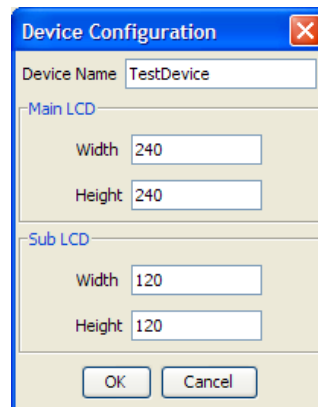 Device Configuration
Device Name TestDevice
Main LCD
Width 240
Height 240
Sub LCD
Width 120
Height 120
OK Cancel